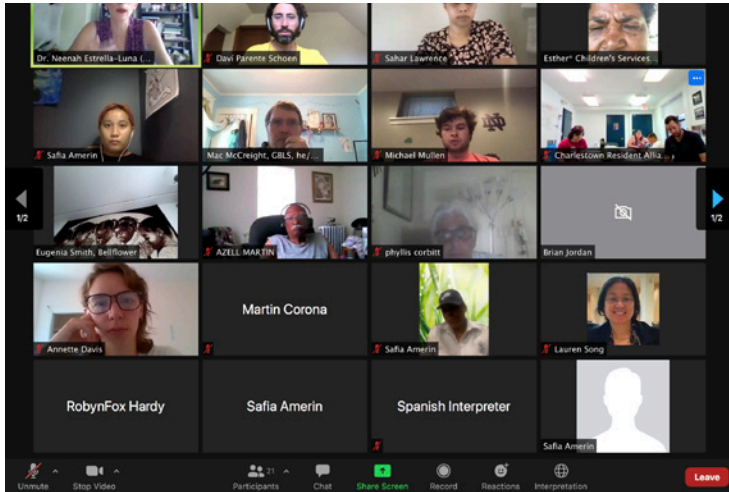 Dr. Neenah Estrella-Luna (...
Davi Parente Schoen
Sahar Lawrence
Esther* Children's Services...
Safia Amerin
Mac McCreight, GBLS, he/...
Michael Mullen
Charlestown Resident Allia...
1/2
1/2
Eugenia Smith, Bellflower
AZELL MARTIN
phyllis corbitt
Brian Jordan
Annette Davis
Martin Corona
Safia Amerin
Lauren Song
RobynFox Hardy
Safia Amerin
Spanish Interpreter
Safia Amerin
21
Unmute
Stop Video
Participants
Chat
Share Screen
Record
Reactions
Interpretation
Leave